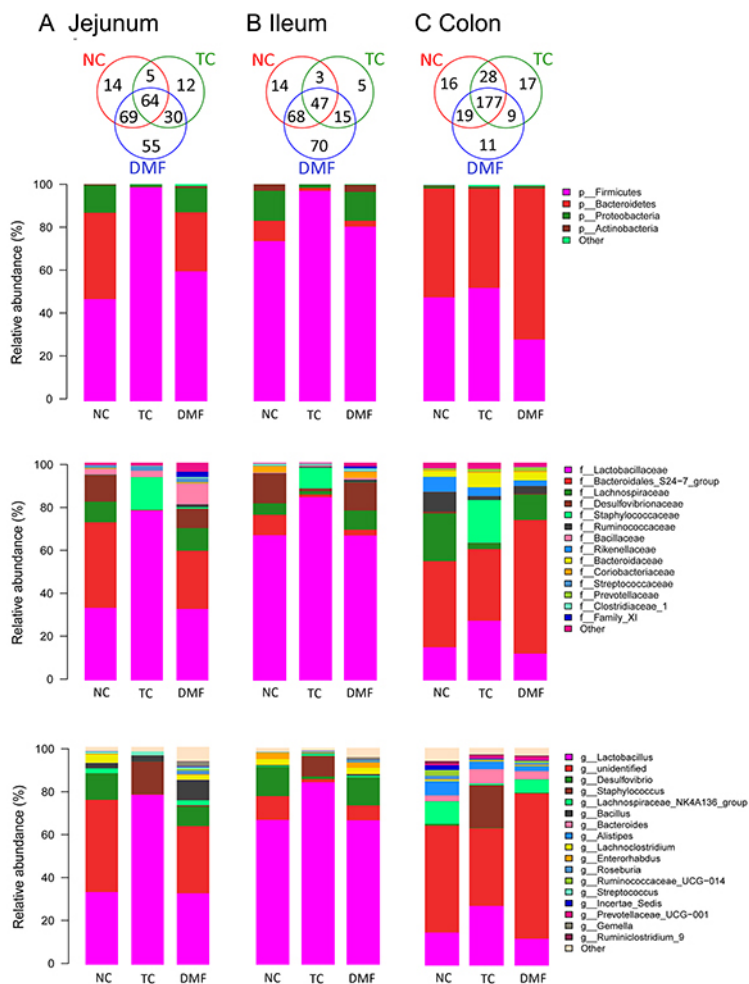 A Jejunum
B Ileum
C Colon
NC
TC
14
5
12
64
69
30
55
DMF
14
3
5
47
68
15
70
DMF
NC
TC
16
28
17
177
19
9
11
DMF
Relative abundance (%)
100
80
60
40
20
0
NC TC DMF
NC TC DMF
NC TC DMF
p__Firmicutes
p__Bacteroidetes
p__Proteobacteria
p__Actinobacteria
Other
Relative abundance (%)
100
80
60
40
20
0
NC TC DMF
NC TC DMF
NC TC DMF
f__Lactobacillaceae
f__Bacteroidales_S24-7_group
f__Lachnospiraceae
f__Desulfovibrionaceae
f__Staphylococcaceae
f__Ruminococcaceae
f__Bacillaceae
f__Rikenellaceae
f__Bacteroidaceae
f__Coriobacteriaceae
f__Streptococcaceae
f__Prevotellaceae
f__Clostridiaceae_1
f__Family_XI
Other
Relative abundance (%)
100
80
60
40
20
0
NC TC DMF
NC TC DMF
NC TC DMF
g__Lactobacillus
g__unidentified
g__Desulfovibrio
g__Staphylococcus
g__Lachnospiraceae_NK4A136_group
g__Bacillus
g__Bacteroides
g__Alistipes
g__Lachnoclostridium
g__Enterorhabdus
g__Roseburia
g__Ruminococcaceae_UCG-014
g__Streptococcus
g__Incertae_Sedis
g__Prevotellaceae_UCG-001
g__Gemella
g__Ruminiclostridium_9
Other